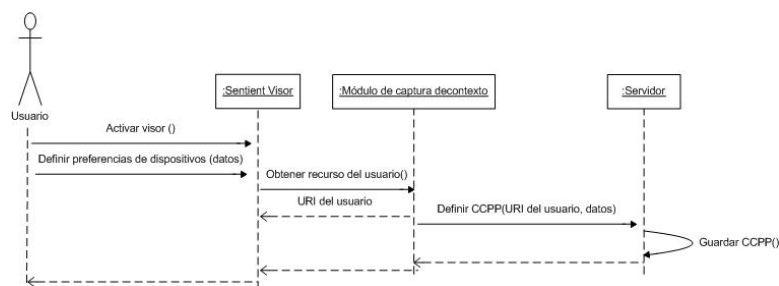 :Sentient Visor
:Módulo de captura decontexto
:Servidor
Usuario
Activar visor ()
Definir preferencias de dispositivos (datos)
Obtener recurso del usuario()
URI del usuario
Definir CCPP(URI del usuario, datos)
Guardar CCPP()